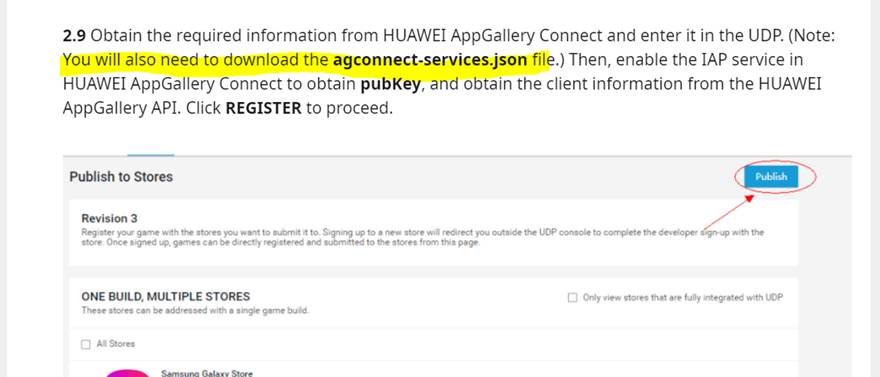 2.9 Obtain the required information from HUAWEI AppGallery Connect and enter it in the UDP. (Note:
You will also need to download the agconnect-services.json file.) Then, enable the IAP service in
HUAWEI AppGallery Connect to obtain pubKey, and obtain the client information from the HUAWEI
AppGallery API. Click REGISTER to proceed.
Publish to Stores
Publish
Revision 3
Register your game with the stores you want to submit it to. Signing up to a new store will redirect you outside the UDP console to complete the developer sign-up with the
store. Once signed up, games can be directly registered and submitted to the stores from this page.
ONE BUILD, MULTIPLE STORES
Only view stores that are fully integrated with UDP
These stores can be addressed with a single game build.
All Stores
Samsung Galaxy Store